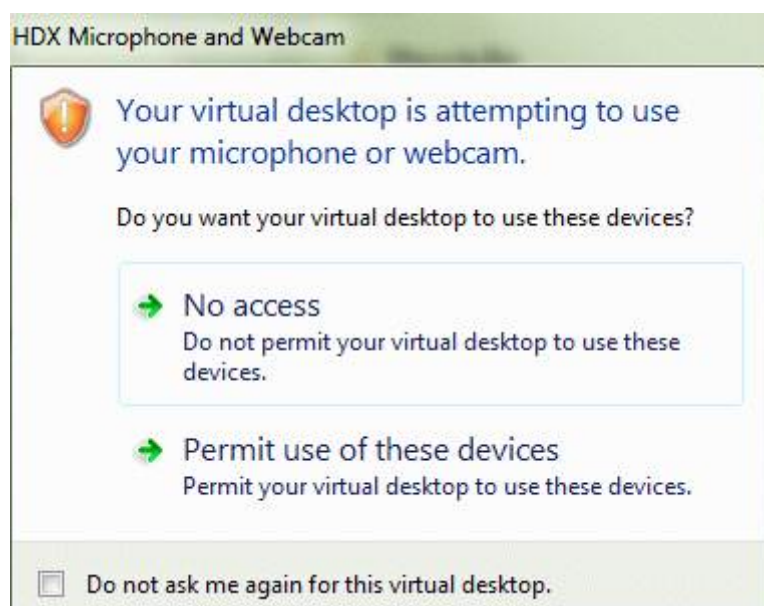 HDX Microphone and Webcam
Your virtual desktop is attempting to use
your microphone or webcam.
Do you want your virtual desktop to use these devices?
No access
Do not permit your virtual desktop to use these
devices.
Permit use of these devices
Permit your virtual desktop to use these devices.
Do not ask me again for this virtual desktop.